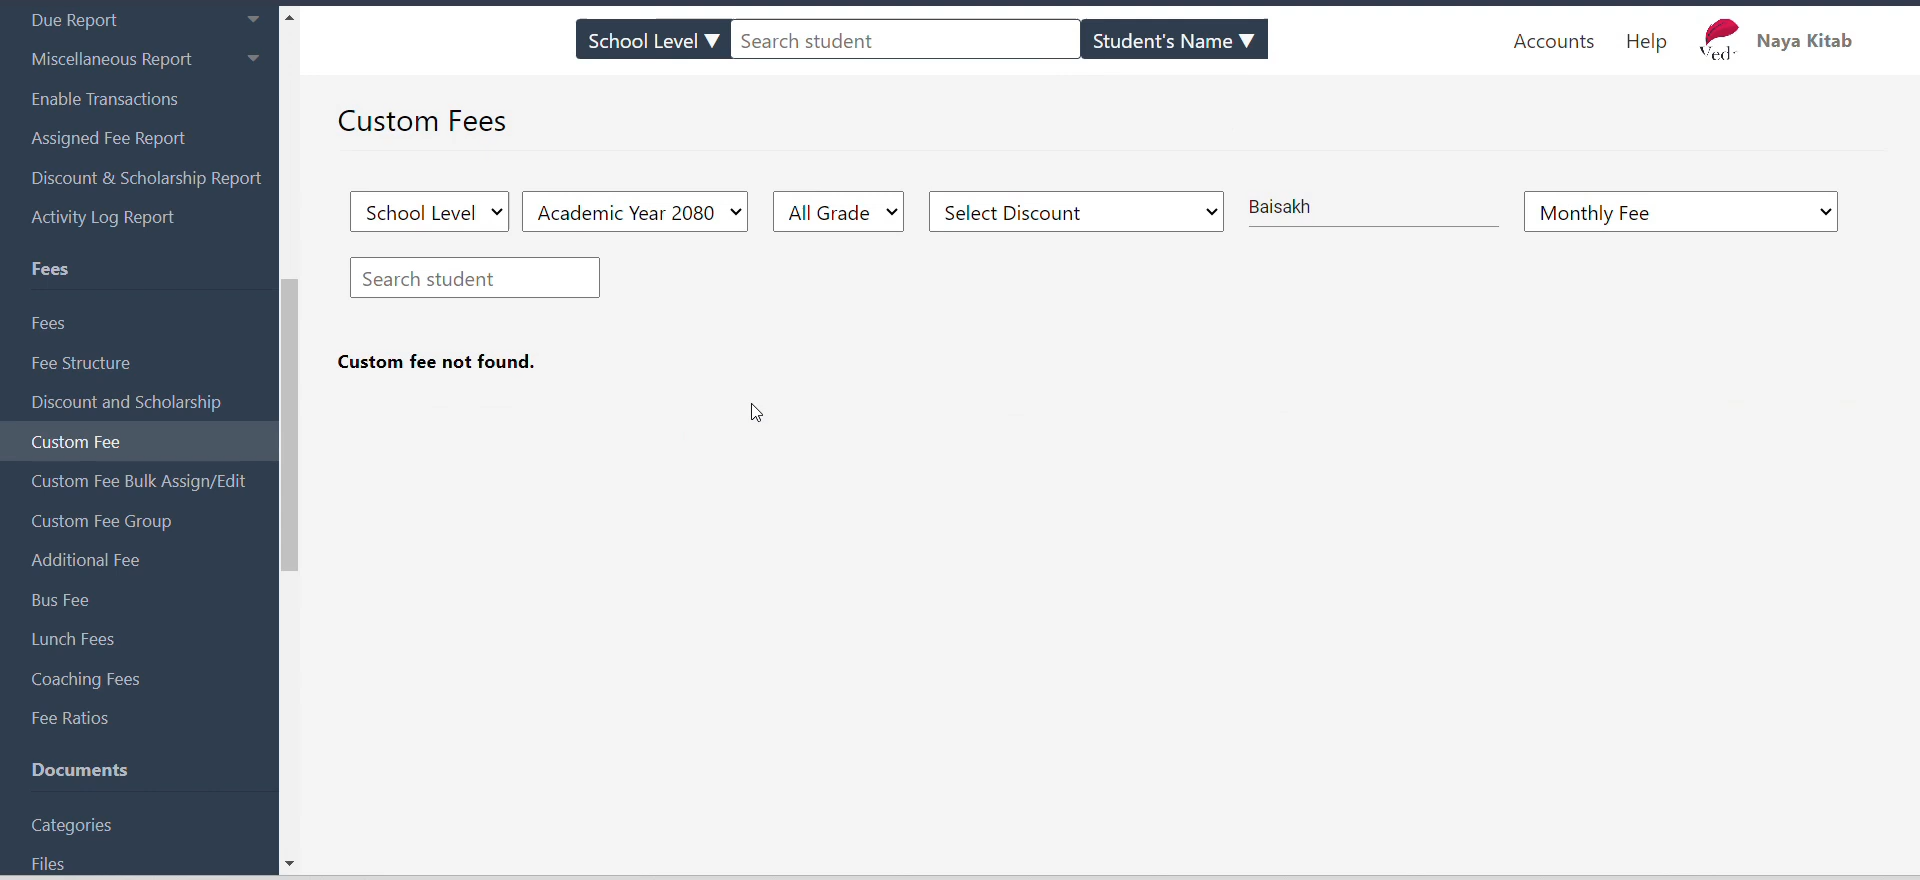 Due Report
Miscellaneous Report
Enable Transactions
Assigned Fee Report
Discount & Scholarship Report
Activity Log Report
Fees
Fees
Fee Structure
Discount and Scholarship
Custom Fee
Custom Fee Bulk Assign/Edit
Custom Fee Group
Additional Fee
Bus Fee
Lunch Fees
Coaching Fees
Fee Ratios
Documents
Categories
Files
School Level ▼ Search student Student's Name ▼
Accounts Help Naya Kitab
Custom Fees
School Level Academic Year 2080 All Grade Select Discount Baisakh Monthly Fee
Search student
Custom fee not found.